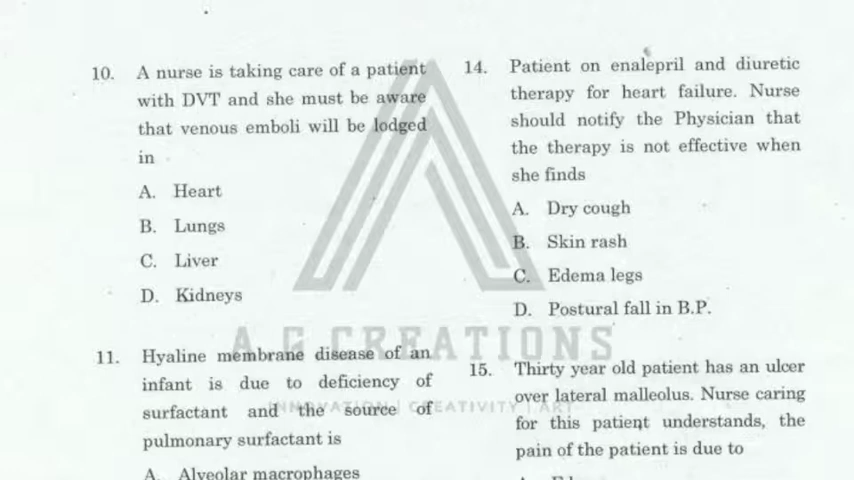 10. A nurse is taking care of a patient
with DVT and she must be aware
that venous emboli will be lodged
in
A. Heart
B. Lungs
C. Liver
D. Kidneys
11. Hyaline membrane disease of an
infant is due to deficiency of
surfactant and the source of
pulmonary surfactant is
A. Alveolar macrophages
14. Patient on enalepril and diuretic
therapy for heart failure. Nurse
should notify the Physician that
the therapy is not effective when
she finds
A. Dry cough
B. Skin rash
C. Edema legs
D. Postural fall in B.P.
15. Thirty year old patient has an ulcer
over lateral malleolus. Nurse caring
for this patient understands, the
pain of the patient is due to
A G CREATIONS
INNOVATION | CREATIVITY | ART